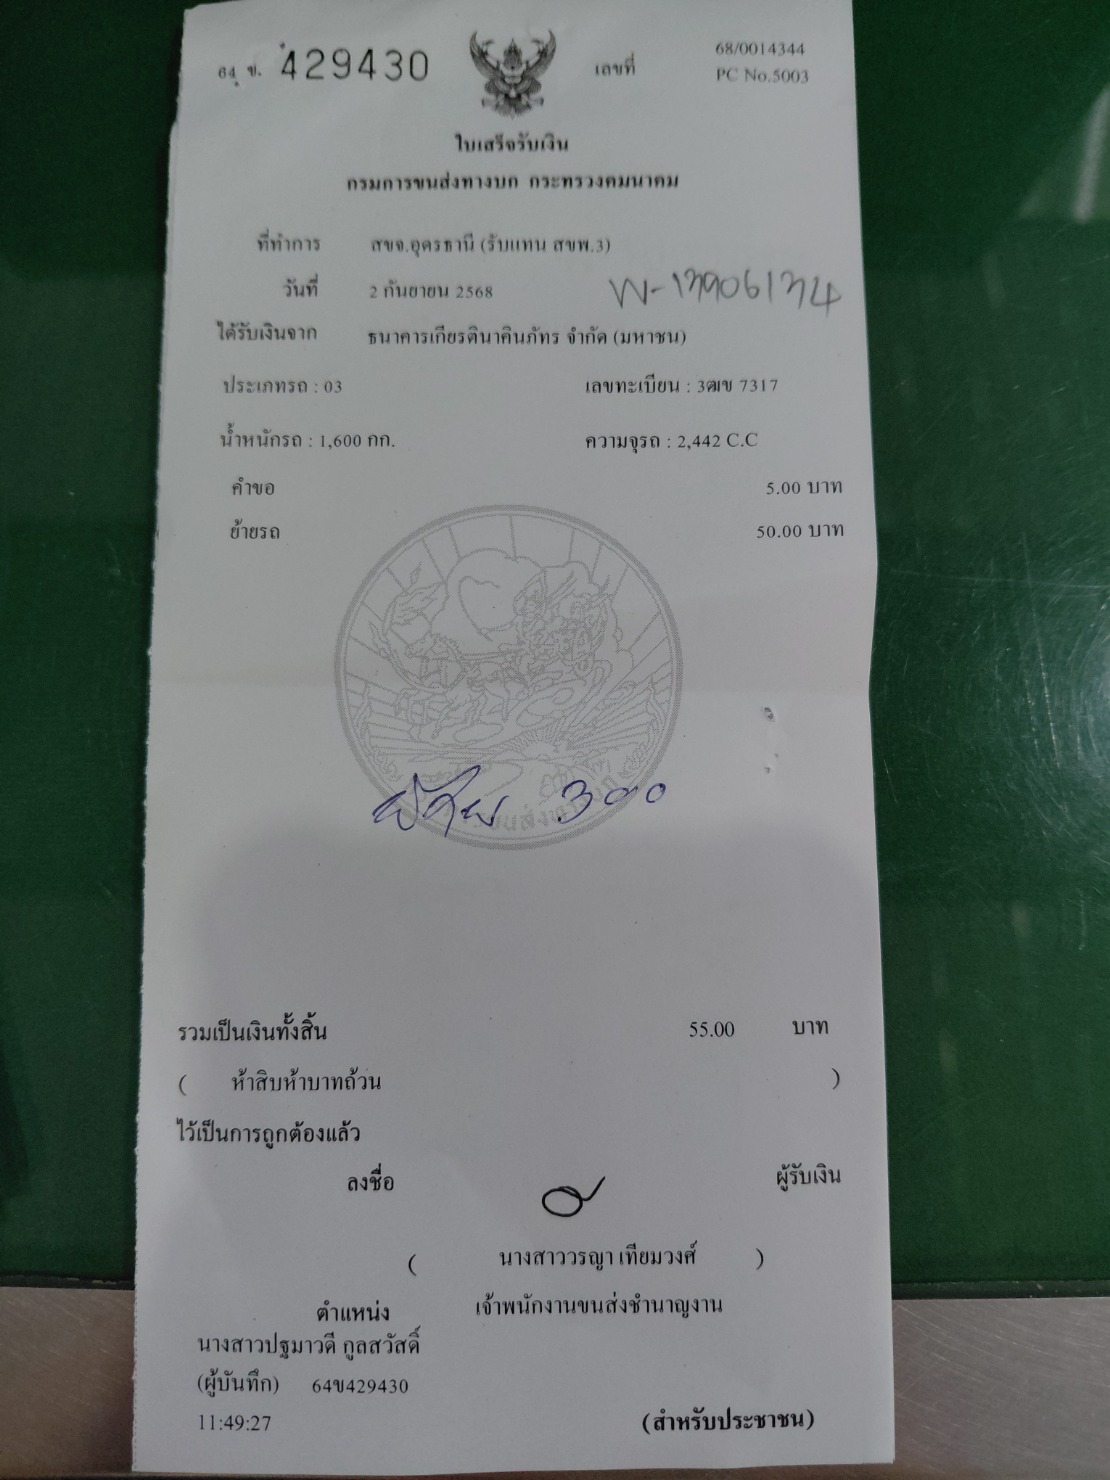 64 ข. 429430
เลขที่ 68/0014344
PC No.5003
ใบเสร็จรับเงิน
กรมการขนส่งทางบก กระทรวงคมนาคม
ที่ทำการ สขจ.อุดรธานี (รับแทน สขพ.3)
วันที่ 2 กันยายน 2568
W-13906134
ได้รับเงินจาก ธนาคารเกียรตินาคินภัทร จำกัด (มหาชน)
ประเภทรถ : 03 เลขทะเบียน : 3ฒข 7317
น้ำหนักรถ : 1,600 กก. ความจุรถ : 2,442 C.C
คำขอ 5.00 บาท
ย้ายรถ 50.00 บาท
300
รวมเป็นเงินทั้งสิ้น 55.00 บาท
( ห้าสิบห้าบาทถ้วน )
ไว้เป็นการถูกต้องแล้ว
ลงชื่อ ผู้รับเงิน
( นางสาววรญา เทียมวงศ์ )
ตำแหน่ง เจ้าพนักงานขนส่งชำนาญงาน
นางสาวปฐมาวดี กูลสวัสดิ์
(ผู้บันทึก) 64ข429430
11:49:27 (สำหรับประชาชน)